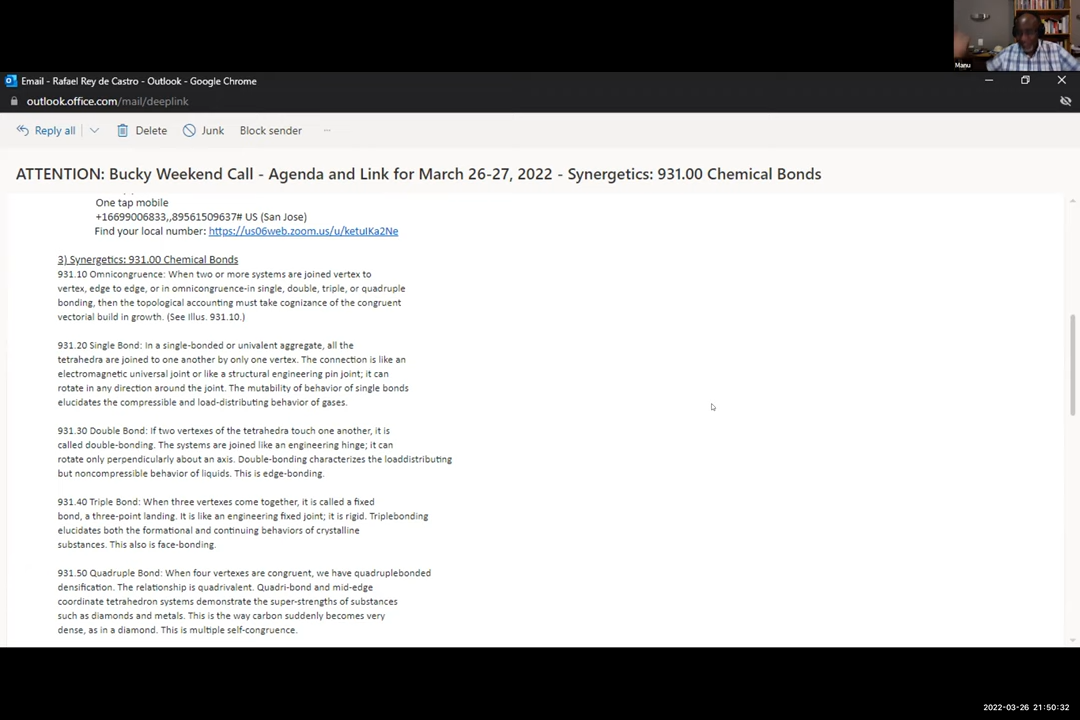 Manu
Email - Rafael Rey de Castro - Outlook - Google Chrome
outlook.office.com/mail/deeplink
Reply all Delete Junk Block sender ...
ATTENTION: Bucky Weekend Call - Agenda and Link for March 26-27, 2022 - Synergetics: 931.00 Chemical Bonds
One tap mobile
+16699006833,,89561509637# US (San Jose)
Find your local number: https://us06web.zoom.us/u/ketuIKa2Ne
3) Synergetics: 931.00 Chemical Bonds
931.10 Omnicongruence: When two or more systems are joined vertex to
vertex, edge to edge, or in omnicongruence-in single, double, triple, or quadruple
bonding, then the topological accounting must take cognizance of the congruent
vectorial build in growth. (See Illus. 931.10.)
931.20 Single Bond: In a single-bonded or univalent aggregate, all the
tetrahedra are joined to one another by only one vertex. The connection is like an
electromagnetic universal joint or like a structural engineering pin joint; it can
rotate in any direction around the joint. The mutability of behavior of single bonds
elucidates the compressible and load-distributing behavior of gases.
931.30 Double Bond: If two vertexes of the tetrahedra touch one another, it is
called double-bonding. The systems are joined like an engineering hinge; it can
rotate only perpendicularly about an axis. Double-bonding characterizes the loaddistributing
but noncompressible behavior of liquids. This is edge-bonding.
931.40 Triple Bond: When three vertexes come together, it is called a fixed
bond, a three-point landing. It is like an engineering fixed joint; it is rigid. Triplebonding
elucidates both the formational and continuing behaviors of crystalline
substances. This also is face-bonding.
931.50 Quadruple Bond: When four vertexes are congruent, we have quadruplebonded
densification. The relationship is quadrivalent. Quadri-bond and mid-edge
coordinate tetrahedron systems demonstrate the super-strengths of substances
such as diamonds and metals. This is the way carbon suddenly becomes very
dense, as in a diamond. This is multiple self-congruence.
2022-03-26 21:50:32